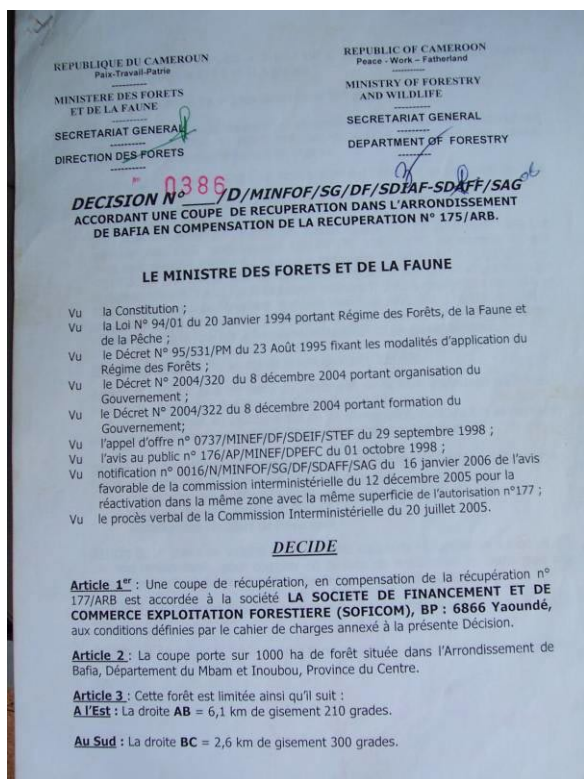 REPUBLIQUE DU CAMEROUN
Paix-Travail-Patrie
----------
MINISTERE DES FORETS
ET DE LA FAUNE
----------
SECRETARIAT GENERAL
----------
DIRECTION DES FORETS
----------
REPUBLIC OF CAMEROON
Peace - Work – Fatherland
----------
MINISTRY OF FORESTRY
AND WILDLIFE
----------
SECRETARY GENERAL
----------
DEPARTMENT OF FORESTRY
----------
DECISION N° 0386 /D/MINFOF/SG/DF/SDIAF-SDAFF/SAG
ACCORDANT UNE COUPE DE RECUPERATION DANS L'ARRONDISSEMENT
DE BAFIA EN COMPENSATION DE LA RECUPERATION N° 175/ARB.
LE MINISTRE DES FORETS ET DE LA FAUNE
Vu la Constitution ;
Vu la Loi N° 94/01 du 20 Janvier 1994 portant Régime des Forêts, de la Faune et
de la Pêche ;
Vu le Décret N° 95/531/PM du 23 Août 1995 fixant les modalités d'application du
Régime des Forêts ;
Vu le Décret N° 2004/320 du 8 décembre 2004 portant organisation du
Gouvernement ;
Vu le Décret N° 2004/322 du 8 décembre 2004 portant formation du
Gouvernement;
Vu l'appel d'offre n° 0737/MINEF/DF/SDEIF/STEF du 29 septembre 1998 ;
Vu l'avis au public n° 176/AP/MINEF/DPEFC du 01 octobre 1998 ;
Vu notification n° 0016/N/MINFOF/SG/DF/SDAFF/SAG du 16 janvier 2006 de l'avis
favorable de la commission interministérielle du 12 décembre 2005 pour la
réactivation dans la même zone avec la même superficie de l'autorisation n°177 ;
Vu le procès verbal de la Commission Interministérielle du 20 juillet 2005.
DECIDE
Article 1er : Une coupe de récupération, en compensation de la récupération n°
177/ARB est accordée à la société LA SOCIETE DE FINANCEMENT ET DE
COMMERCE EXPLOITATION FORESTIERE (SOFICOM), BP : 6866 Yaoundé,
aux conditions définies par le cahier de charges annexé à la présente Décision.
Article 2 : La coupe porte sur 1000 ha de forêt située dans l'Arrondissement de
Bafia, Département du Mbam et Inoubou, Province du Centre.
Article 3 : Cette forêt est limitée ainsi qu'il suit :
A l'Est : La droite AB = 6,1 km de gisement 210 grades.
Au Sud : La droite BC = 2,6 km de gisement 300 grades.